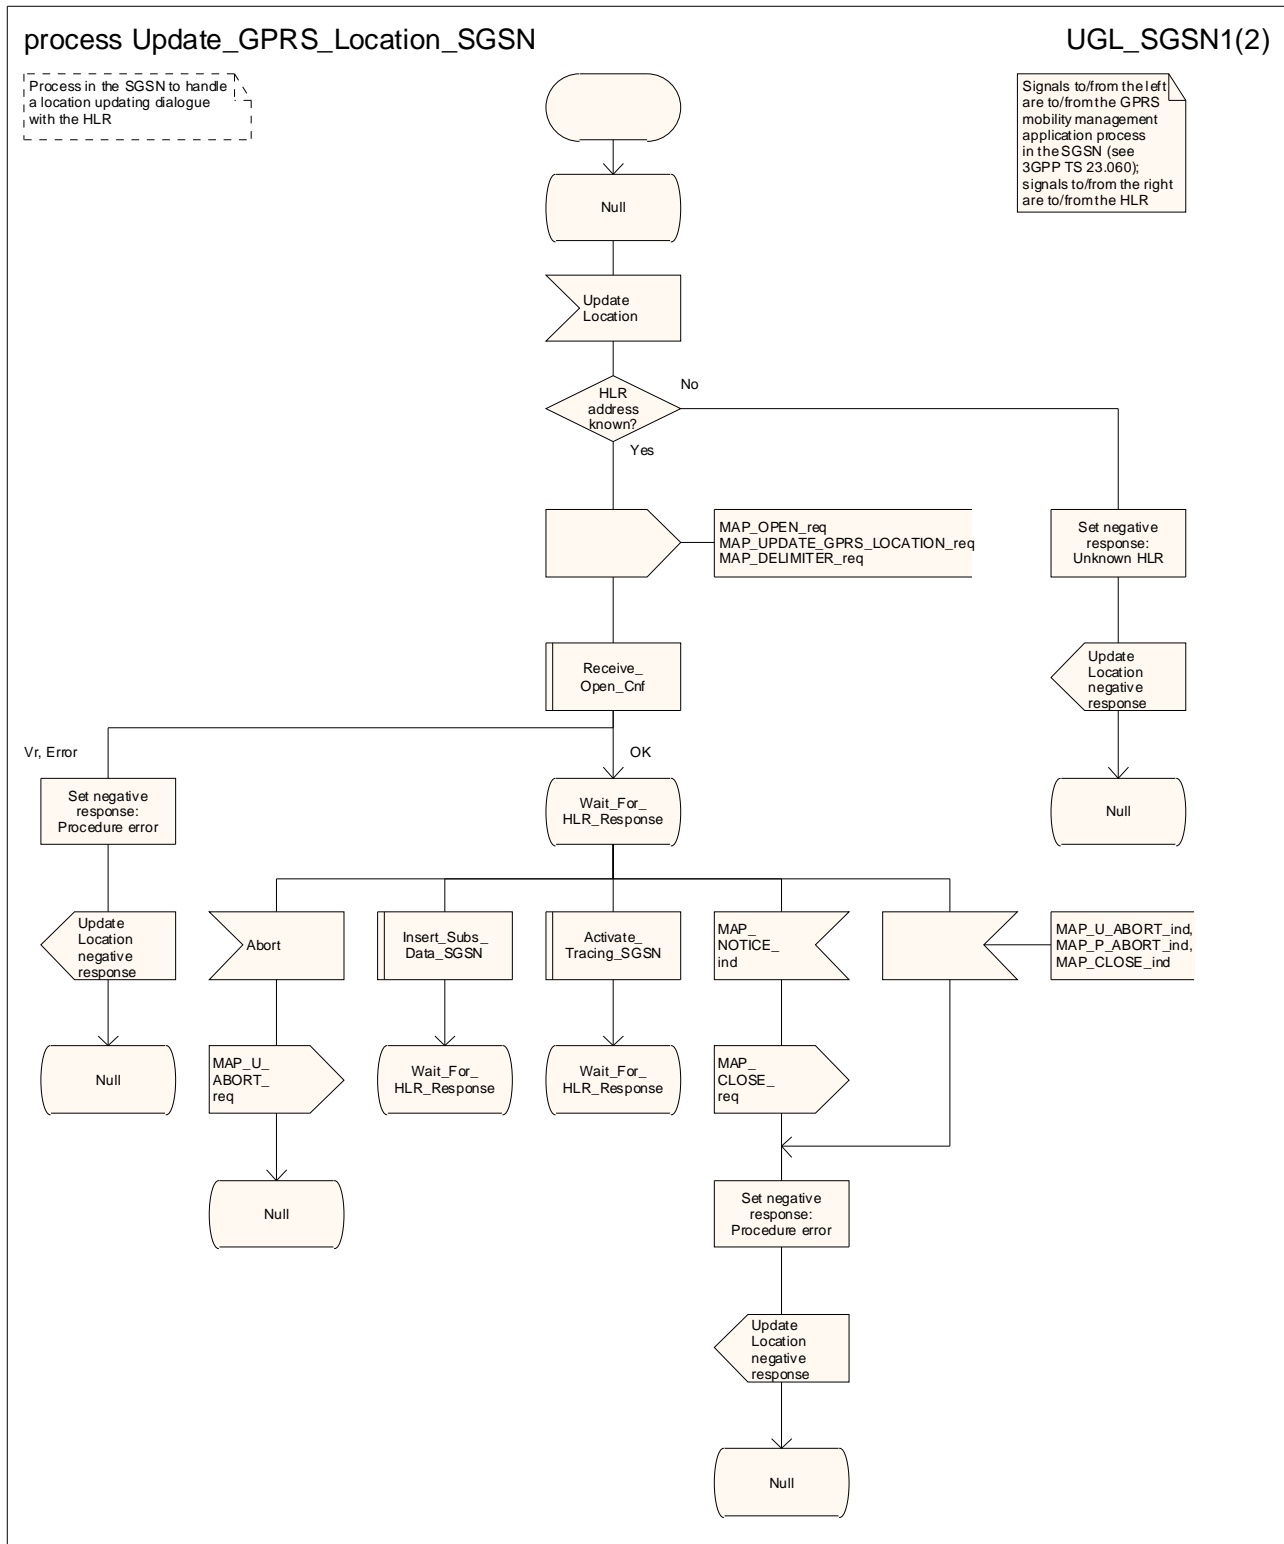 process Update_GPRS_Location_SGSN
UGL_SGSN1(2)
Process in the SGSN to handle
a location updating dialogue
with the HLR
Signals to/from the left
are to/from the GPRS
mobility management
application process
in the SGSN (see
3GPP TS 23.060);
signals to/from the right
are to/from the HLR
Null
Update
Location
HLR
address
known?
No
Yes
MAP_OPEN_req
MAP_UPDATE_GPRS_LOCATION_req
MAP_DELIMITER_req
Set negative
response:
Unknown HLR
Receive_
Open_Cnf
Update
Location
negative
response
Vr, Error
OK
Set negative
response:
Procedure error
Wait_For_
HLR_Response
Null
Update
Location
negative
response
Abort
Insert_Subs_
Data_SGSN
Activate_
Tracing_SGSN
MAP_
NOTICE_
ind
MAP_U_ABORT_ind,
MAP_P_ABORT_ind,
MAP_CLOSE_ind
Null
MAP_U_
ABORT_
req
Wait_For_
HLR_Response
Wait_For_
HLR_Response
MAP_
CLOSE_
req
Null
Set negative
response:
Procedure error
Update
Location
negative
response
Null